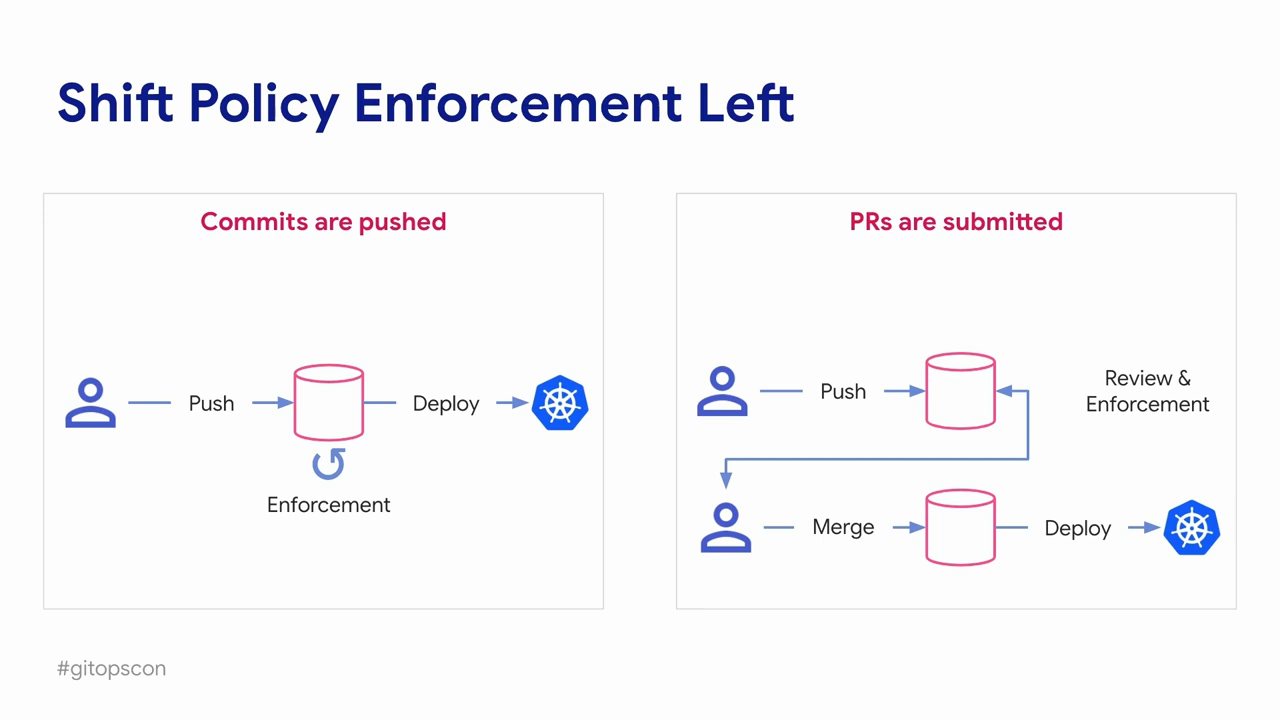 Shift Policy Enforcement Left
Commits are pushed
Push
Deploy
Enforcement
PRs are submitted
Push
Review &
Enforcement
Merge
Deploy
#gitopscon